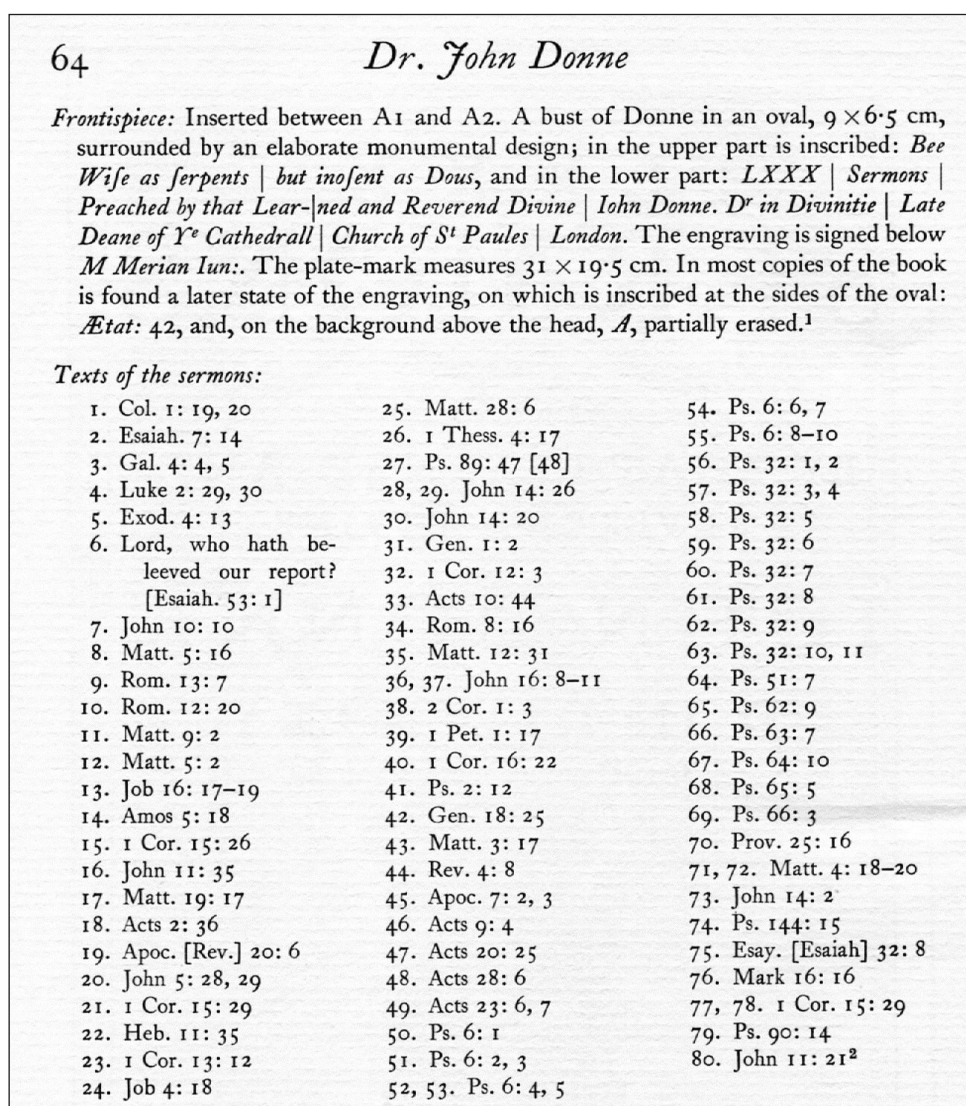 64
Dr. John Donne
Frontispiece: Inserted between A1 and A2. A bust of Donne in an oval, 9 × 6·5 cm,
surrounded by an elaborate monumental design; in the upper part is inscribed: Bee
Wiſe as ſerpents | but inoſent as Dous, and in the lower part: LXXX | Sermons |
Preached by that Lear-|ned and Reverend Divine | Iohn Donne. Dʳ in Divinitie | Late
Deane of Yᵉ Cathedrall | Church of Sᵗ Paules | London. The engraving is signed below
M Merian Iun:. The plate-mark measures 31 × 19·5 cm. In most copies of the book
is found a later state of the engraving, on which is inscribed at the sides of the oval:
Ætat: 42, and, on the background above the head, A, partially erased.¹
Texts of the sermons:
1. Col. 1: 19, 20
2. Esaiah. 7: 14
3. Gal. 4: 4, 5
4. Luke 2: 29, 30
5. Exod. 4: 13
6. Lord, who hath be-
leeved our report?
[Esaiah. 53: 1]
7. John 10: 10
8. Matt. 5: 16
9. Rom. 13: 7
10. Rom. 12: 20
11. Matt. 9: 2
12. Matt. 5: 2
13. Job 16: 17–19
14. Amos 5: 18
15. 1 Cor. 15: 26
16. John 11: 35
17. Matt. 19: 17
18. Acts 2: 36
19. Apoc. [Rev.] 20: 6
20. John 5: 28, 29
21. 1 Cor. 15: 29
22. Heb. 11: 35
23. 1 Cor. 13: 12
24. Job 4: 18
25. Matt. 28: 6
26. 1 Thess. 4: 17
27. Ps. 89: 47 [48]
28, 29. John 14: 26
30. John 14: 20
31. Gen. 1: 2
32. 1 Cor. 12: 3
33. Acts 10: 44
34. Rom. 8: 16
35. Matt. 12: 31
36, 37. John 16: 8–11
38. 2 Cor. 1: 3
39. 1 Pet. 1: 17
40. 1 Cor. 16: 22
41. Ps. 2: 12
42. Gen. 18: 25
43. Matt. 3: 17
44. Rev. 4: 8
45. Apoc. 7: 2, 3
46. Acts 9: 4
47. Acts 20: 25
48. Acts 28: 6
49. Acts 23: 6, 7
50. Ps. 6: 1
51. Ps. 6: 2, 3
52, 53. Ps. 6: 4, 5
54. Ps. 6: 6, 7
55. Ps. 6: 8–10
56. Ps. 32: 1, 2
57. Ps. 32: 3, 4
58. Ps. 32: 5
59. Ps. 32: 6
60. Ps. 32: 7
61. Ps. 32: 8
62. Ps. 32: 9
63. Ps. 32: 10, 11
64. Ps. 51: 7
65. Ps. 62: 9
66. Ps. 63: 7
67. Ps. 64: 10
68. Ps. 65: 5
69. Ps. 66: 3
70. Prov. 25: 16
71, 72. Matt. 4: 18–20
73. John 14: 2
74. Ps. 144: 15
75. Esay. [Esaiah] 32: 8
76. Mark 16: 16
77, 78. 1 Cor. 15: 29
79. Ps. 90: 14
80. John 11: 21²